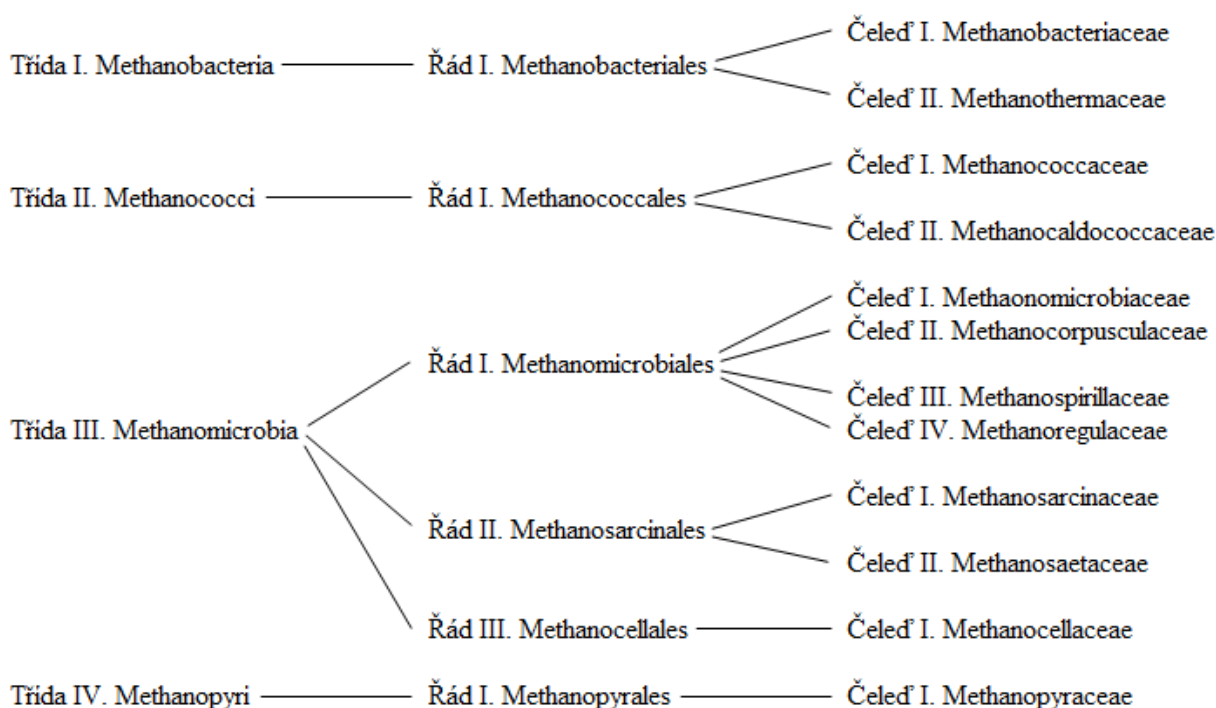 Čeleď I. Methanobacteriaceae
Třída I. Methanobacteria
Řád I. Methanobacteriales
Čeleď II. Methanothermaceae
Čeleď I. Methanococcaceae
Třída II. Methanococci
Řád I. Methanococcales
Čeleď II. Methanocaldococcaceae
Čeleď I. Methaonomicrobiaceae
Čeleď II. Methanocorpusculaceae
Řád I. Methanomicrobiales
Čeleď III. Methanospirillaceae
Třída III. Methanomicrobia
Čeleď IV. Methanoregulaceae
Čeleď I. Methanosarcinaceae
Řád II. Methanosarcinales
Čeleď II. Methanosaetaceae
Řád III. Methanocellales
Čeleď I. Methanocellaceae
Třída IV. Methanopyri
Řád I. Methanopyrales
Čeleď I. Methanopyraceae